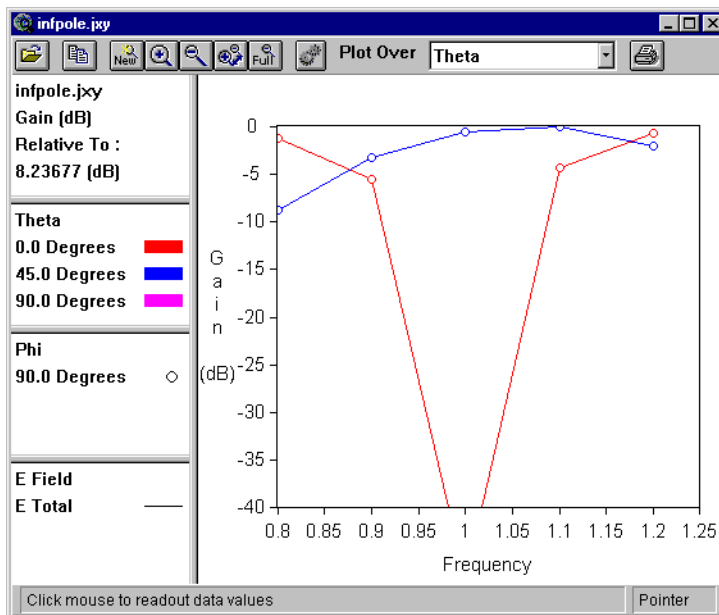 infpole.jxy
New
Full
Plot Over
Theta
infpole.jxy
Gain (dB)
Relative To :
8.23677 (dB)
Theta
0.0 Degrees
45.0 Degrees
90.0 Degrees
Phi
90.0 Degrees
E Field
E Total
Gain
(dB)
0
-5
-10
-15
-20
-25
-30
-35
-40
0.8 0.85 0.9 0.95 1 1.05 1.1 1.15 1.2 1.25
Frequency
Click mouse to readout data values
Pointer